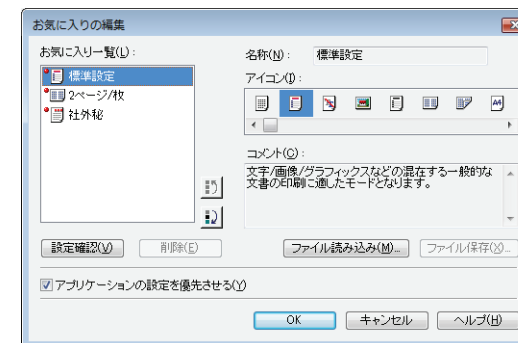 お気に入りの編集
お気に入り一覧(L):
標準設定
2ページ/枚
社外秘
名称(N): 標準設定
アイコン(I):
A4
コメント(C):
文字/画像/グラフィックスなどの混在する一般的な
文書の印刷に適したモードとなります。
設定確認(V) 削除(E) ファイル読み込み(M)... ファイル保存(X)...
アプリケーションの設定を優先させる(Y)
OK キャンセル ヘルプ(H)